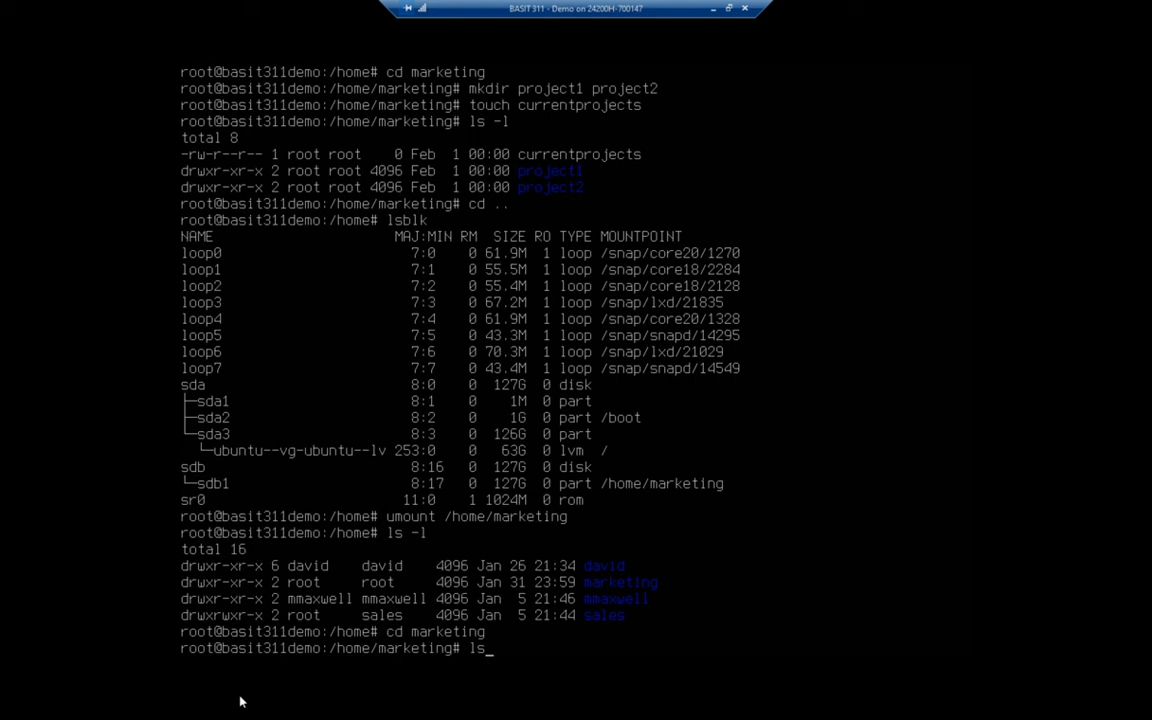 BASIT 311 - Demo on 24200H-700147
root@basit311demo:/home# cd marketing
root@basit311demo:/home/marketing# mkdir project1 project2
root@basit311demo:/home/marketing# touch currentprojects
root@basit311demo:/home/marketing# ls -l
total 8
-rw-r--r-- 1 root root    0 Feb  1 00:00 currentprojects
drwxr-xr-x 2 root root 4096 Feb  1 00:00 project1
drwxr-xr-x 2 root root 4096 Feb  1 00:00 project2
root@basit311demo:/home/marketing# cd ..
root@basit311demo:/home# lsblk
NAME                      MAJ:MIN RM  SIZE RO TYPE MOUNTPOINT
loop0                       7:0    0 61.9M  1 loop /snap/core20/1270
loop1                       7:1    0 55.5M  1 loop /snap/core18/2284
loop2                       7:2    0 55.4M  1 loop /snap/core18/2128
loop3                       7:3    0 67.2M  1 loop /snap/lxd/21835
loop4                       7:4    0 61.9M  1 loop /snap/core20/1328
loop5                       7:5    0 43.3M  1 loop /snap/snapd/14295
loop6                       7:6    0 70.3M  1 loop /snap/lxd/21029
loop7                       7:7    0 43.4M  1 loop /snap/snapd/14549
sda                         8:0    0  127G  0 disk
├─sda1                      8:1    0    1M  0 part
├─sda2                      8:2    0    1G  0 part /boot
└─sda3                      8:3    0  126G  0 part
  └─ubuntu--vg-ubuntu--lv 253:0    0   63G  0 lvm  /
sdb                         8:16   0  127G  0 disk
└─sdb1                      8:17   0  127G  0 part /home/marketing
sr0                        11:0    1 1024M  0 rom
root@basit311demo:/home# umount /home/marketing
root@basit311demo:/home# ls -l
total 16
drwxr-xr-x 6 david    david    4096 Jan 26 21:34 david
drwxr-xr-x 2 root     root     4096 Jan 31 23:59 marketing
drwxr-xr-x 2 mmaxwell mmaxwell 4096 Jan  5 21:46 mmaxwell
drwxrwxr-x 2 root     sales    4096 Jan  5 21:44 sales
root@basit311demo:/home# cd marketing
root@basit311demo:/home/marketing# ls_